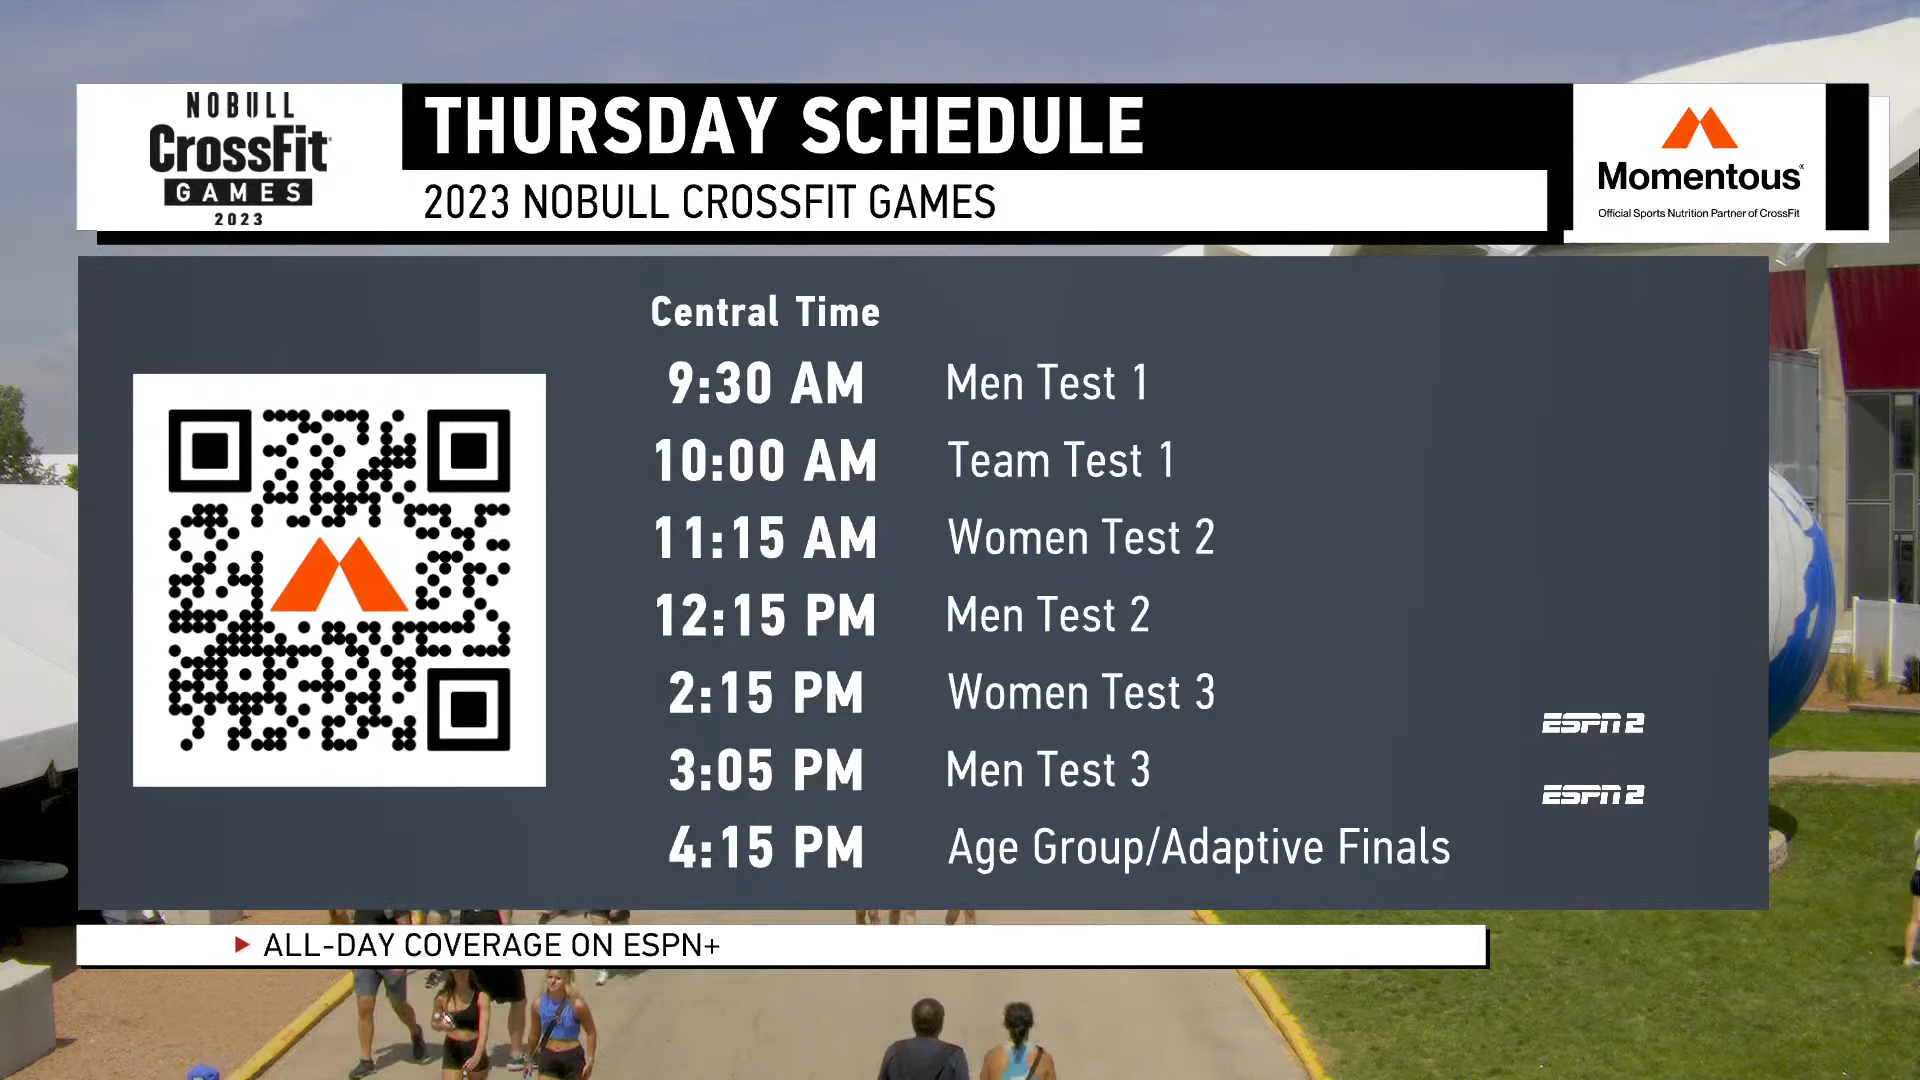 NOBULL
CrossFit
GAMES
2023
THURSDAY SCHEDULE
2023 NOBULL CROSSFIT GAMES
Momentous
Official Sports Nutrition Partner of CrossFit
Central Time
9:30 AM Men Test 1
10:00 AM Team Test 1
11:15 AM Women Test 2
12:15 PM Men Test 2
2:15 PM Women Test 3
ESPN2
3:05 PM Men Test 3
ESPN2
4:15 PM Age Group/Adaptive Finals
ALL-DAY COVERAGE ON ESPN+